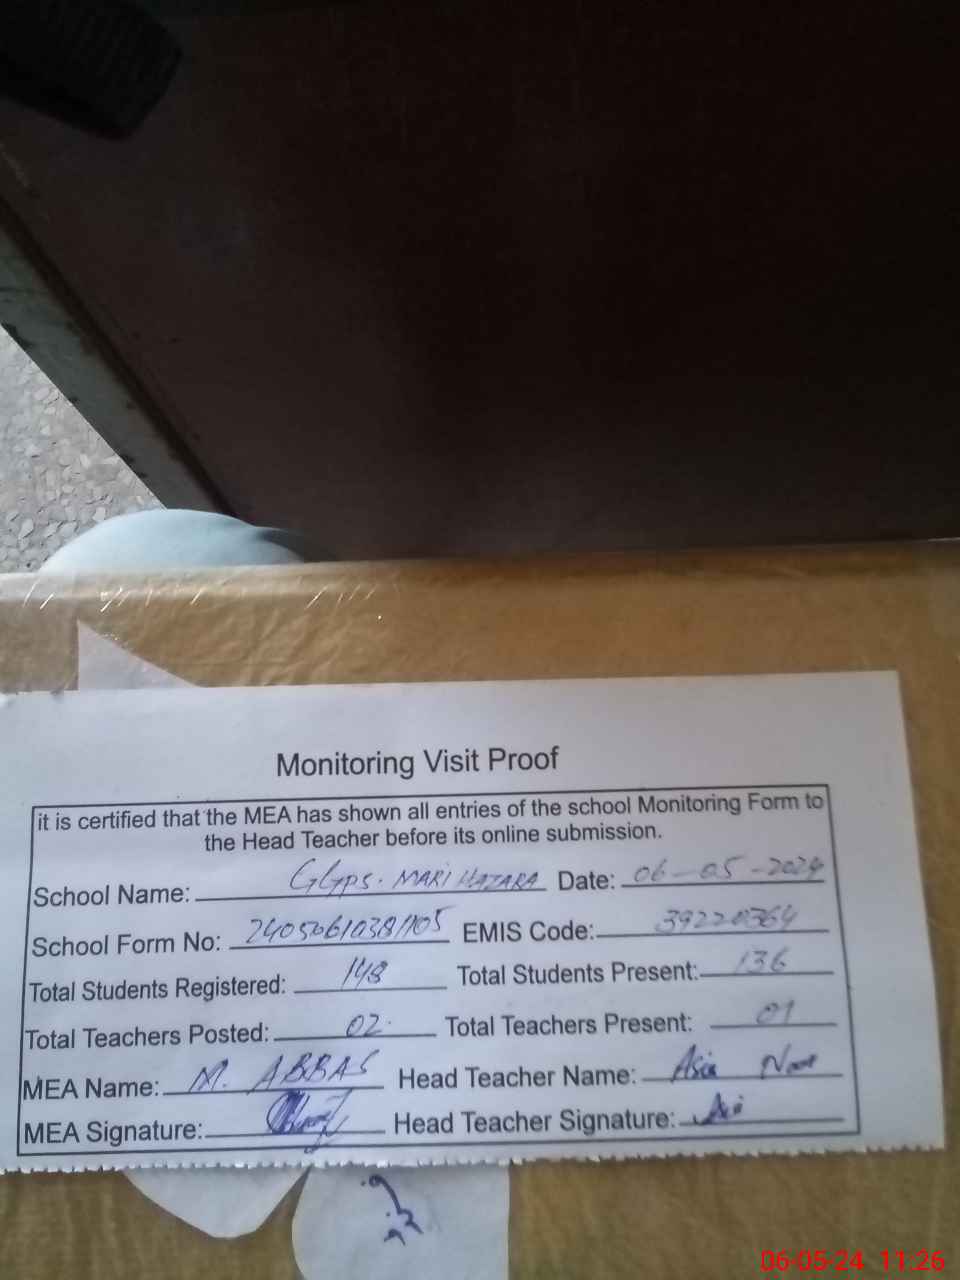 Monitoring Visit Proof
it is certified that the MEA has shown all entries of the school Monitoring Form to
the Head Teacher before its online submission.
School Name: GGPS. MARI HAZARA Date: 06-05-2024
School Form No: EMIS Code: 39220364
Total Students Registered: 148 Total Students Present: 136
Total Teachers Posted: 02 Total Teachers Present: 01
MEA Name: M. ABBAS Head Teacher Name: Asia Noor
MEA Signature: Head Teacher Signature:
06-05-24 11:26